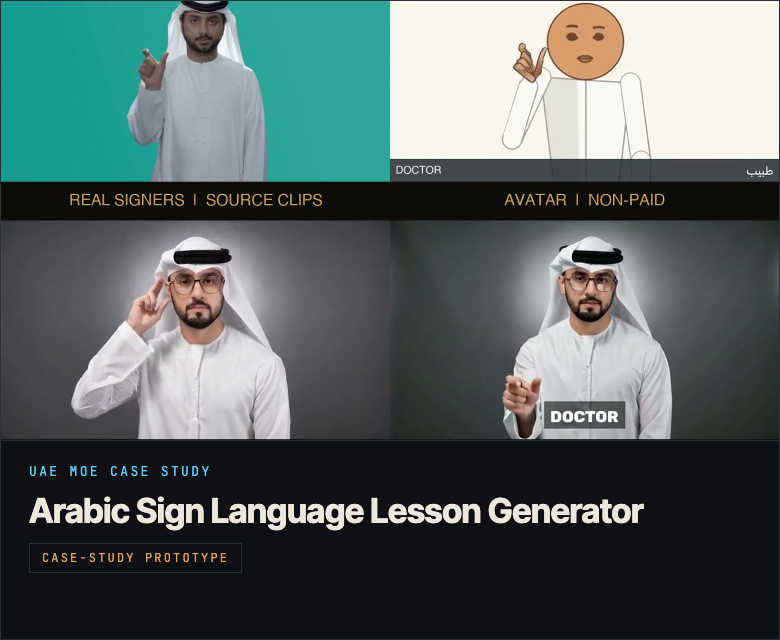 DOCTOR
طبيب
REAL SIGNERS | SOURCE CLIPS
AVATAR | NON-PAID
DOCTOR
UAE MOE CASE STUDY
Arabic Sign Language Lesson Generator
CASE-STUDY PROTOTYPE